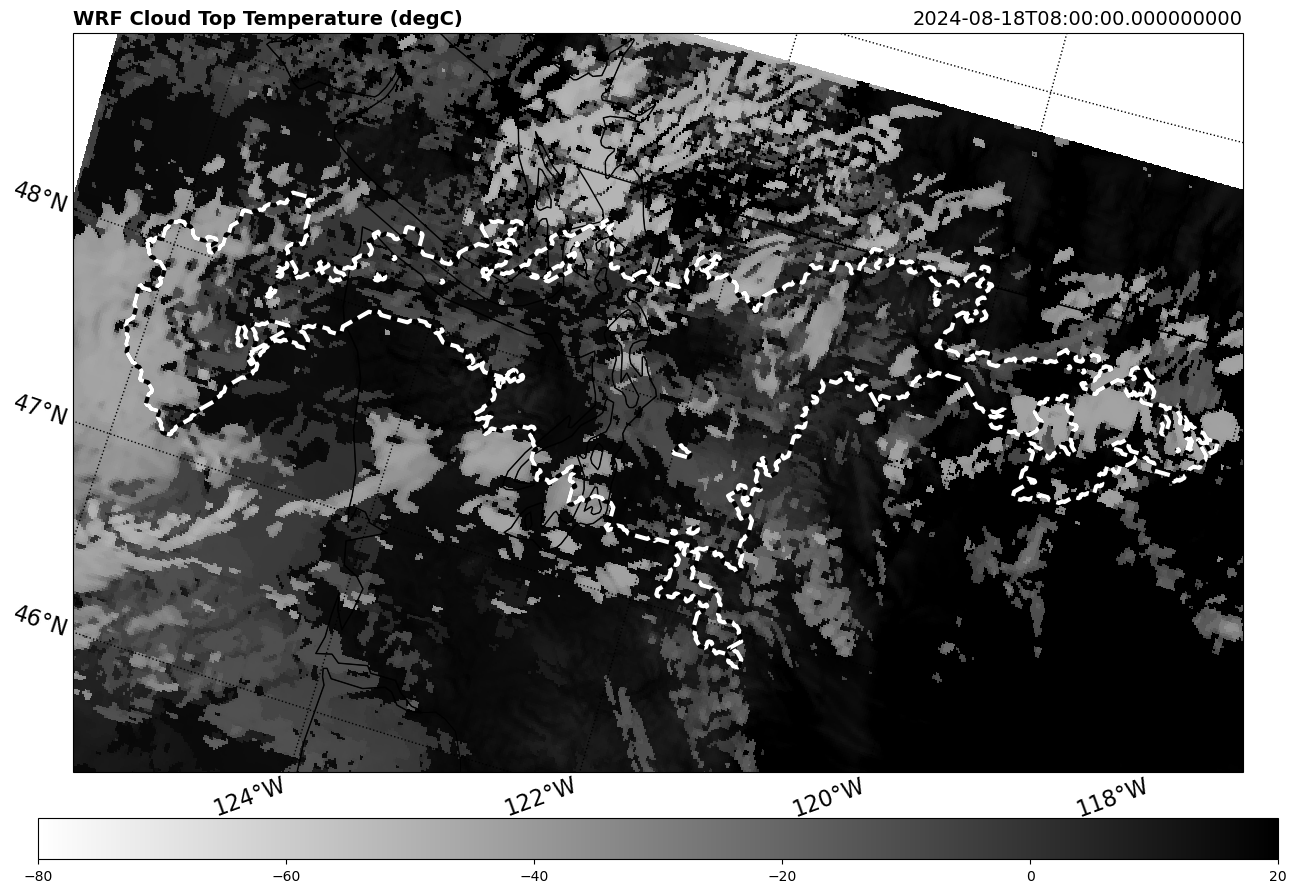 WRF Cloud Top Temperature (degC)
2024-08-18T08:00:00.000000000
48°N
47°N
46°N
124°W
122°W
120°W
118°W
−80
−60
−40
−20
0
20